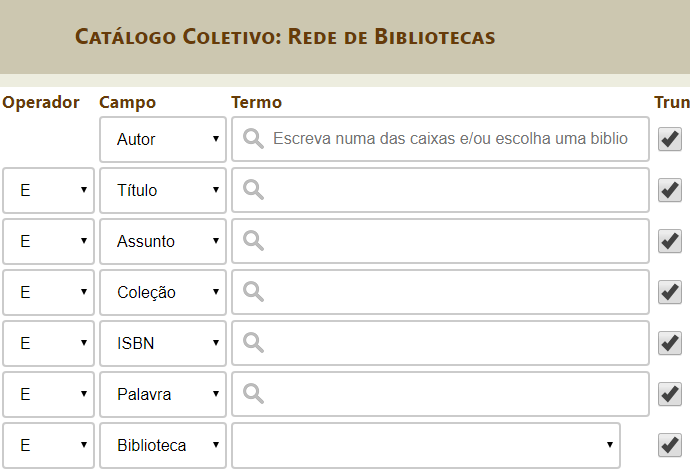 Catálogo Coletivo: Rede de Bibliotecas
Operador Campo Termo Trun
Autor Escreva numa das caixas e/ou escolha uma biblio
E Título
E Assunto
E Coleção
E ISBN
E Palavra
E Biblioteca